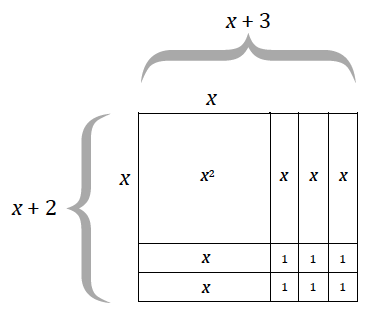 x + 3
x
x + 2
x
x² x x x
x 1 1 1
x 1 1 1